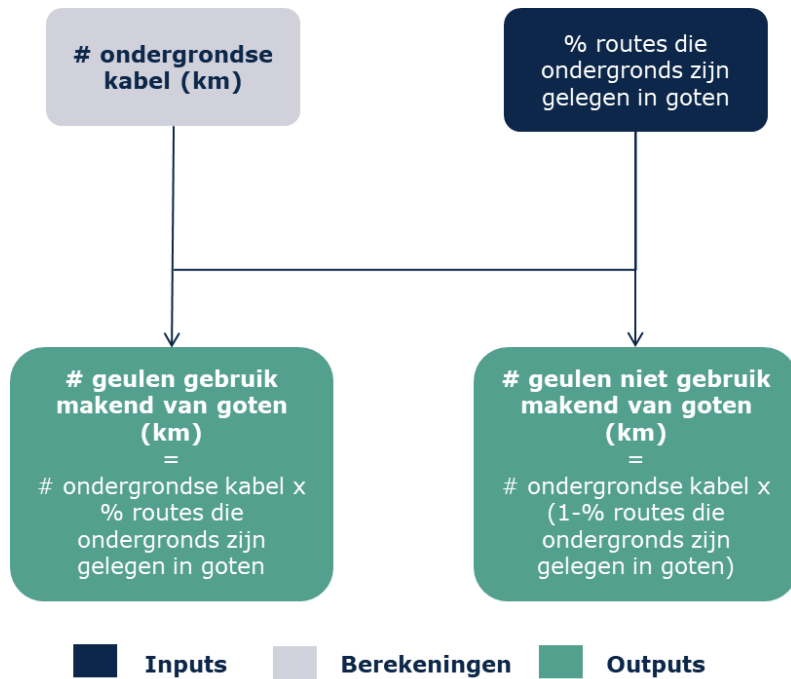 # ondergrondse
kabel (km)
% routes die
ondergronds zijn
gelegen in goten
# geulen gebruik
makend van goten
(km)
=
# ondergrondse kabel x
% routes die
ondergronds zijn
gelegen in goten
# geulen niet gebruik
makend van goten
(km)
=
# ondergrondse kabel x
(1-% routes die
ondergronds zijn
gelegen in goten)
Inputs Berekeningen Outputs